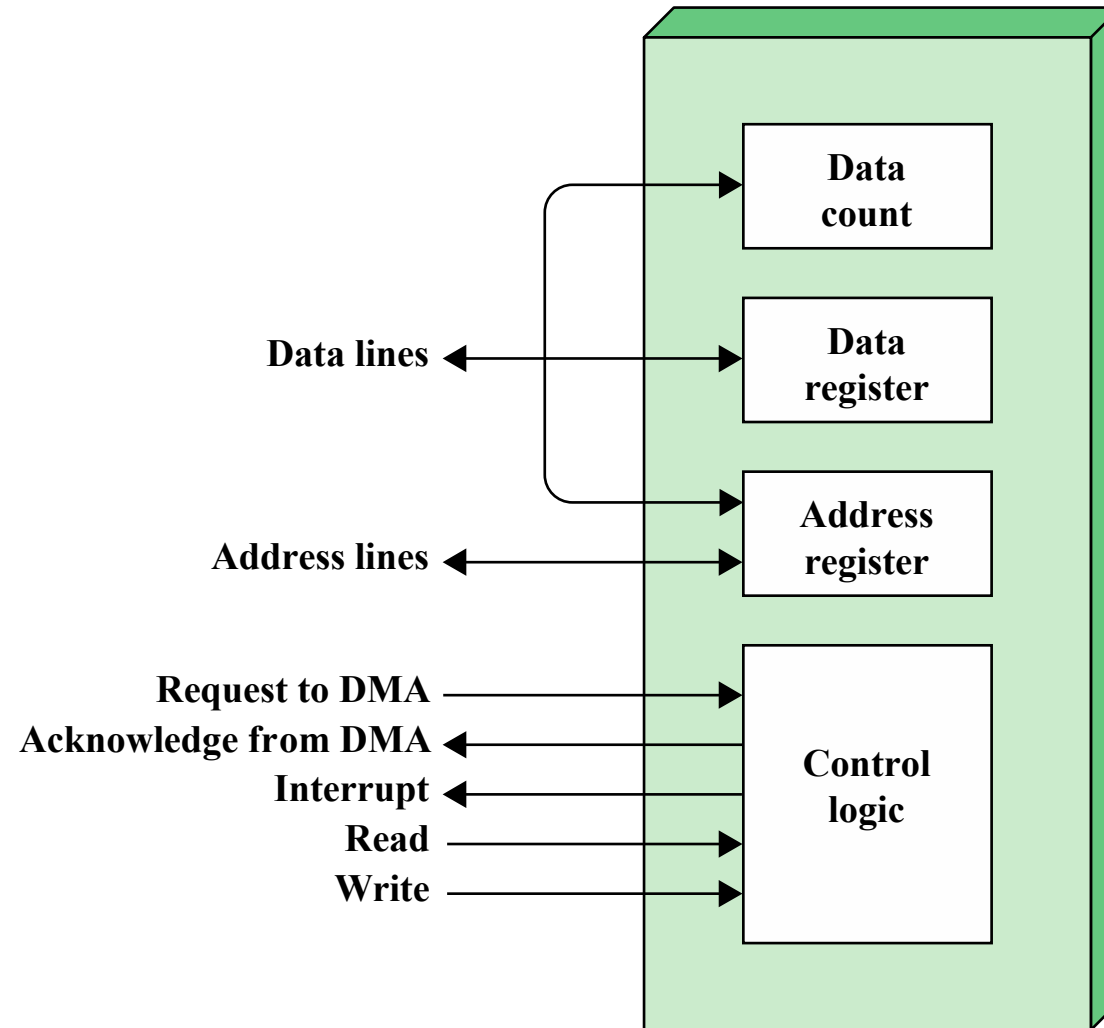 Data
count
Data lines
Data
register
Address
register
Address lines
Request to DMA
Acknowledge from DMA
Interrupt
Read
Write
Control
logic